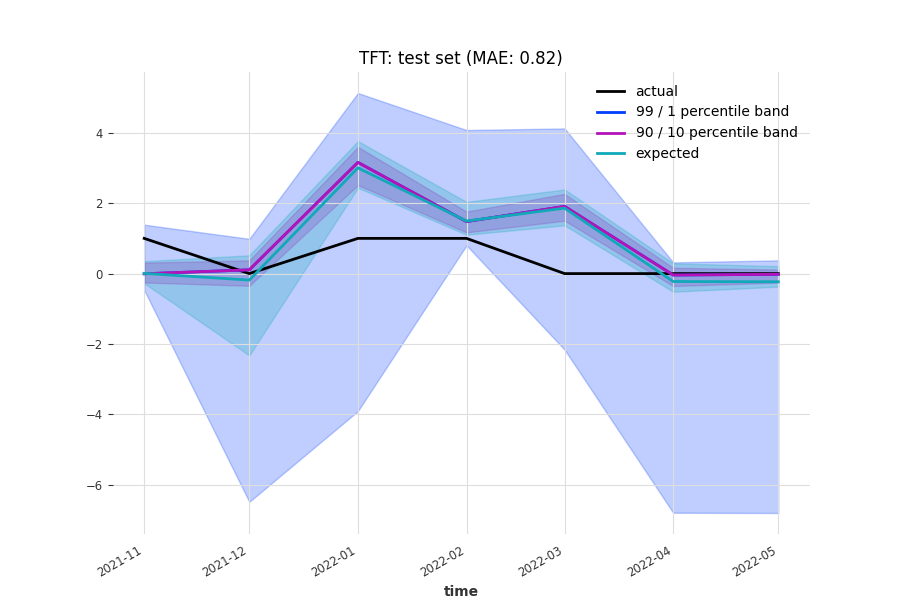 TFT: test set (MAE: 0.82)
actual
99 / 1 percentile band
90 / 10 percentile band
expected
4
2
0
−2
−4
−6
2021-11
2021-12
2022-01
2022-02
2022-03
2022-04
2022-05
time